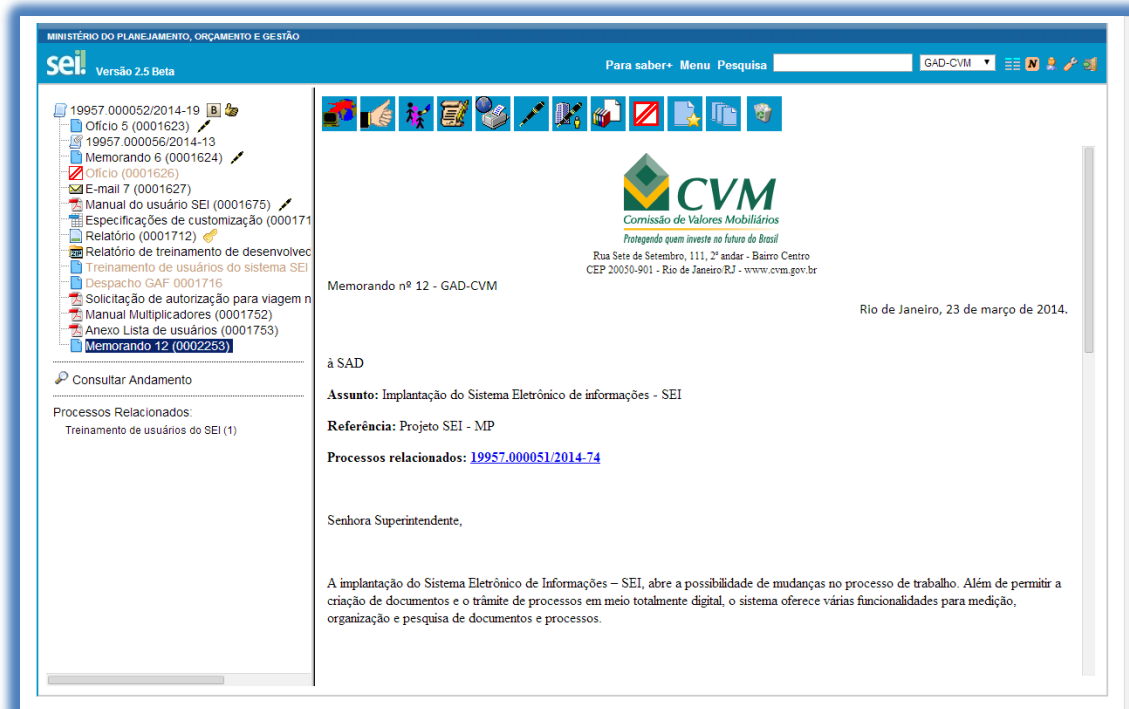 MINISTÉRIO DO PLANEJAMENTO, ORÇAMENTO E GESTÃO
sei! Versão 2.5 Beta
Para saber+ Menu Pesquisa
GAD-CVM
N
19957.000052/2014-19 B
Ofício 5 (0001623)
19957.000056/2014-13
Memorando 6 (0001624)
Ofício (0001626)
E-mail 7 (0001627)
Manual do usuário SEI (0001675)
Especificações de customização (000171
Relatório (0001712)
ZIP Relatório de treinamento de desenvolvec
Treinamento de usuários do sistema SEI
Despacho GAF 0001716
Solicitação de autorização para viagem n
Manual Multiplicadores (0001752)
Anexo Lista de usuários (0001753)
Memorando 12 (0002253)
Consultar Andamento
Processos Relacionados:
Treinamento de usuários do SEI (1)
CVM
Comissão de Valores Mobiliários
Protegendo quem investe no futuro do Brasil
Rua Sete de Setembro, 111, 2º andar - Bairro Centro
CEP 20050-901 - Rio de Janeiro/RJ - www.cvm.gov.br
Memorando nº 12 - GAD-CVM
Rio de Janeiro, 23 de março de 2014.
à SAD
Assunto: Implantação do Sistema Eletrônico de informações - SEI
Referência: Projeto SEI - MP
Processos relacionados: 19957.000051/2014-74
Senhora Superintendente,
A implantação do Sistema Eletrônico de Informações – SEI, abre a possibilidade de mudanças no processo de trabalho. Além de permitir a
criação de documentos e o trâmite de processos em meio totalmente digital, o sistema oferece várias funcionalidades para medição,
organização e pesquisa de documentos e processos.